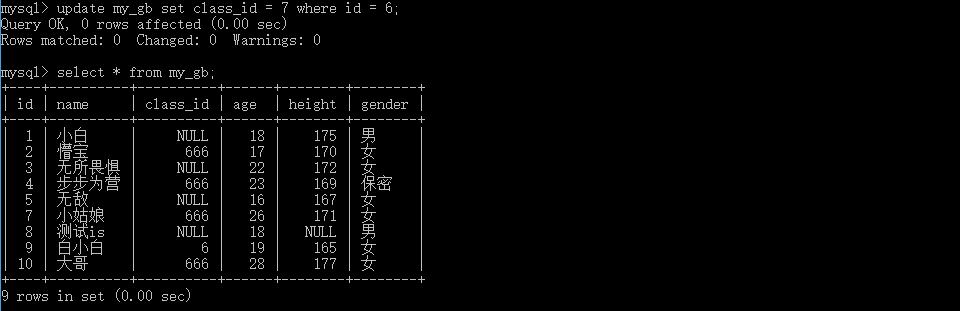 mysql> update my_gb set class_id = 7 where id = 6;
Query OK, 0 rows affected (0.00 sec)
Rows matched: 0  Changed: 0  Warnings: 0

mysql> select * from my_gb;
+----+----------+----------+------+--------+--------+
| id | name     | class_id | age  | height | gender |
+----+----------+----------+------+--------+--------+
|  1 | 小白     |     NULL |   18 |    175 | 男     |
|  2 | 懵宝     |      666 |   17 |    170 | 女     |
|  3 | 无所畏惧 |     NULL |   22 |    172 | 女     |
|  4 | 步步为营 |      666 |   23 |    169 | 保密   |
|  5 | 无敌     |     NULL |   16 |    167 | 女     |
|  7 | 小姑娘   |      666 |   26 |    171 | 女     |
|  8 | 测试is   |     NULL |   18 |   NULL | 男     |
|  9 | 白小白   |        6 |   19 |    165 | 女     |
| 10 | 大哥     |      666 |   28 |    177 | 女     |
+----+----------+----------+------+--------+--------+
9 rows in set (0.00 sec)